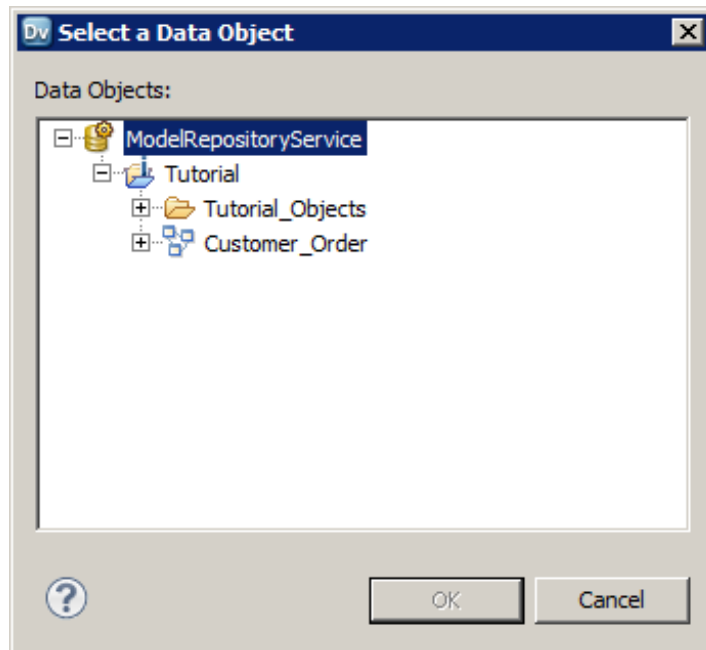 Dv Select a Data Object
Data Objects:
ModelRepositoryService
Tutorial
Tutorial_Objects
Customer_Order
?
OK Cancel